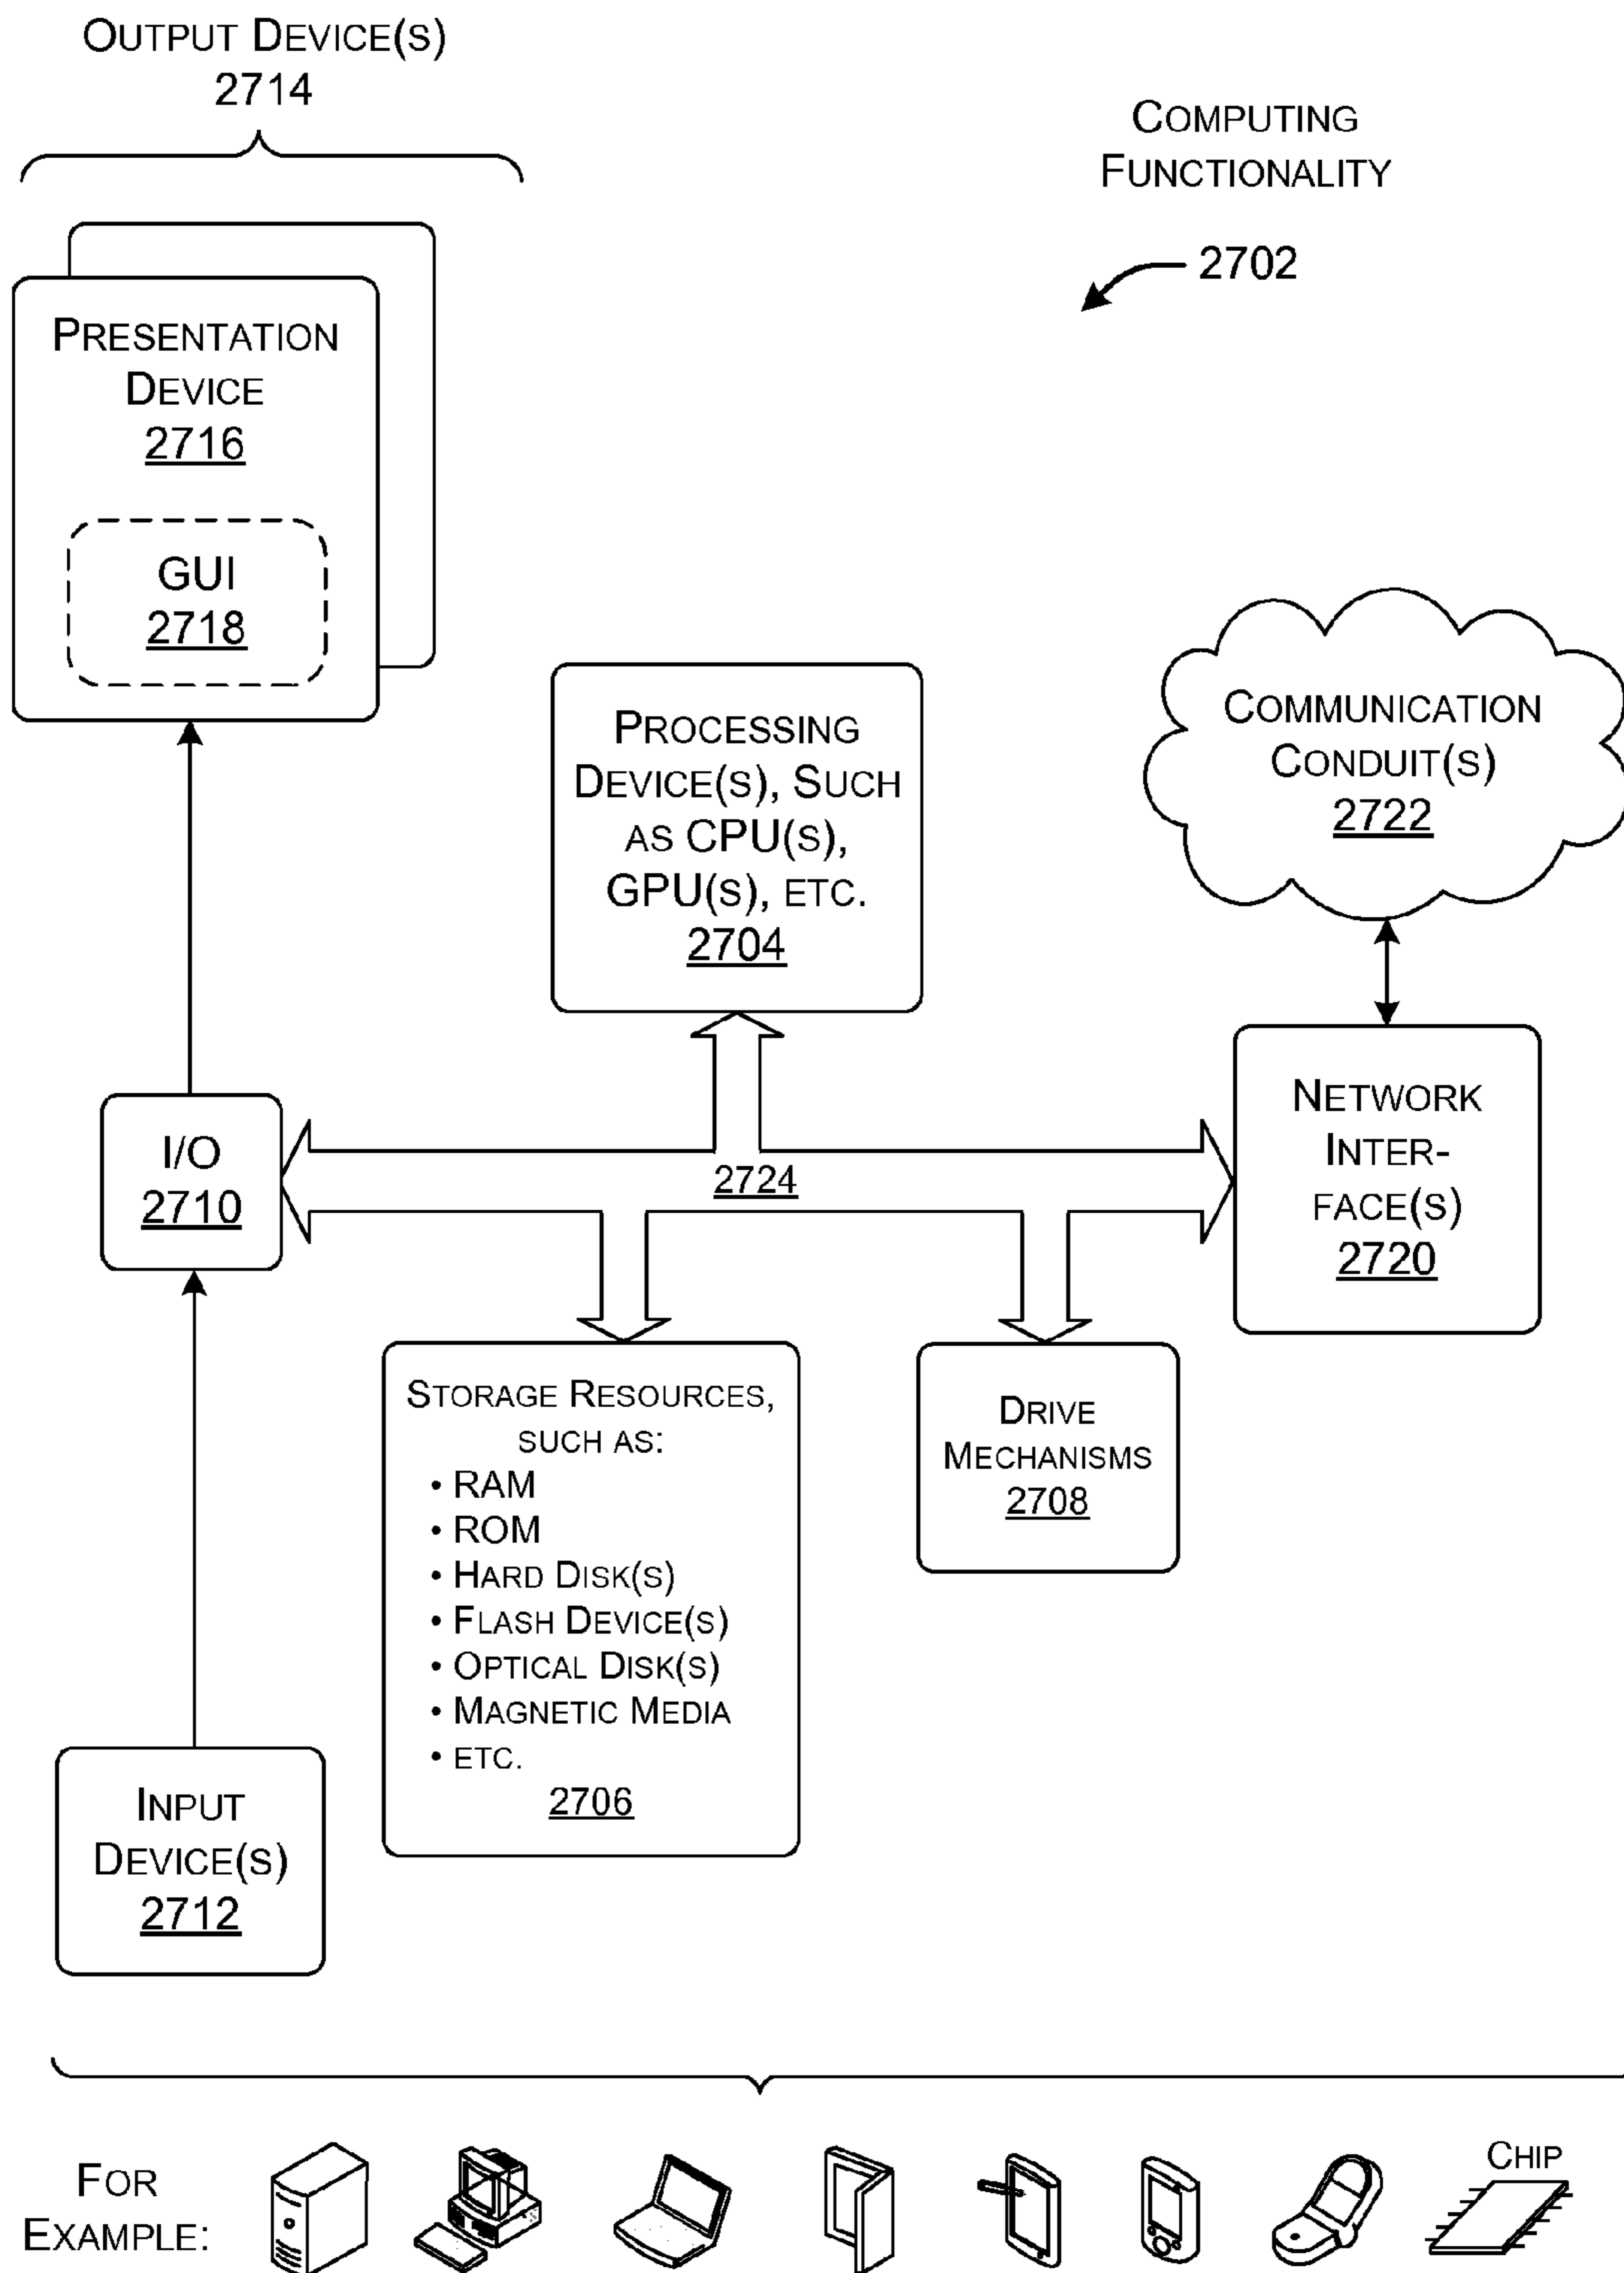 OUTPUT DEVICE(S)
2714
COMPUTING
FUNCTIONALITY
2702
PRESENTATION
DEVICE
2716
GUI
2718
PROCESSING
DEVICE(S), SUCH
AS CPU(S),
GPU(S), ETC.
2704
COMMUNICATION
CONDUIT(S)
2722
I/O
2710
2724
NETWORK
INTER-
FACE(S)
2720
STORAGE RESOURCES,
SUCH AS:
• RAM
• ROM
• HARD DISK(S)
• FLASH DEVICE(S)
• OPTICAL DISK(S)
• MAGNETIC MEDIA
• ETC.
2706
DRIVE
MECHANISMS
2708
INPUT
DEVICE(S)
2712
FOR
EXAMPLE:
CHIP